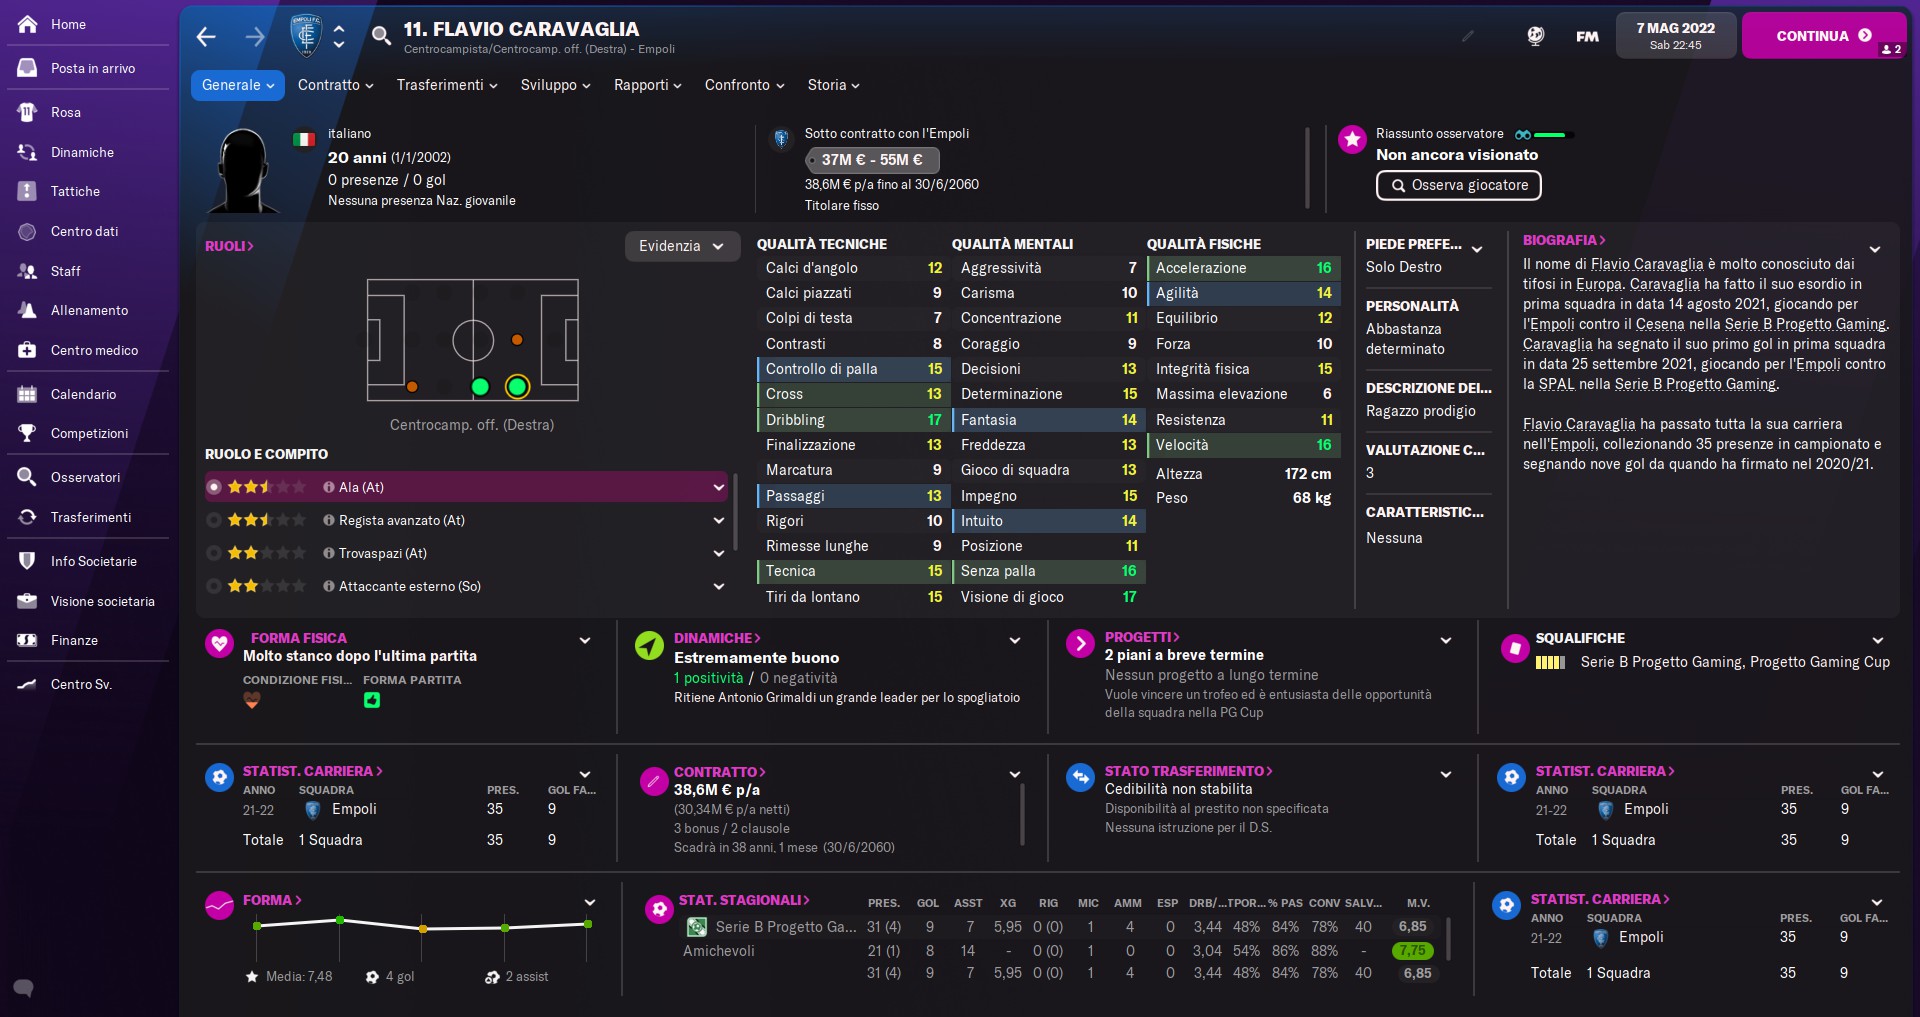 Home
Posta in arrivo
Rosa
Dinamiche
Tattiche
Centro dati
Staff
Allenamento
Centro medico
Calendario
Competizioni
Osservatori
Trasferimenti
Info Societarie
Visione societaria
Finanze
Centro Sv.
11. FLAVIO CARAVAGLIA
Centrocampista/Centrocamp. off. (Destra) - Empoli
FM
7 MAG 2022
Sab 22:45
CONTINUA
2
Generale
Contratto
Trasferimenti
Sviluppo
Rapporti
Confronto
Storia
italiano
20 anni (1/1/2002)
0 presenze / 0 gol
Nessuna presenza Naz. giovanile
Sotto contratto con l'Empoli
37M € - 55M €
38,6M € p/a fino al 30/6/2060
Titolare fisso
Riassunto osservatore
Non ancora visionato
Osserva giocatore
RUOLI
Evidenzia
Centrocamp. off. (Destra)
RUOLO E COMPITO
Ala (At)
Regista avanzato (At)
Trovaspazi (At)
Attaccante esterno (So)
QUALITÀ TECNICHE
Calci d'angolo 12
Calci piazzati 9
Colpi di testa 7
Contrasti 8
Controllo di palla 15
Cross 13
Dribbling 17
Finalizzazione 13
Marcatura 9
Passaggi 13
Rigori 10
Rimesse lunghe 9
Tecnica 15
Tiri da lontano 15
QUALITÀ MENTALI
Aggressività 7
Carisma 10
Concentrazione 11
Coraggio 9
Decisioni 13
Determinazione 15
Fantasia 14
Freddezza 13
Gioco di squadra 13
Impegno 15
Intuito 14
Posizione 11
Senza palla 16
Visione di gioco 17
QUALITÀ FISICHE
Accelerazione 16
Agilità 14
Equilibrio 12
Forza 10
Integrità fisica 15
Massima elevazione 6
Resistenza 11
Velocità 16
Altezza 172 cm
Peso 68 kg
PIEDE PREFE...
Solo Destro
PERSONALITÀ
Abbastanza
determinato
DESCRIZIONE DEI...
Ragazzo prodigio
VALUTAZIONE C...
3
CARATTERISTIC...
Nessuna
BIOGRAFIA
Il nome di Flavio Caravaglia è molto conosciuto dai
tifosi in Europa. Caravaglia ha fatto il suo esordio in
prima squadra in data 14 agosto 2021, giocando per
l'Empoli contro il Cesena nella Serie B Progetto Gaming.
Caravaglia ha segnato il suo primo gol in prima squadra
in data 25 settembre 2021, giocando per l'Empoli contro
la SPAL nella Serie B Progetto Gaming.
Flavio Caravaglia ha passato tutta la sua carriera
nell'Empoli, collezionando 35 presenze in campionato e
segnando nove gol da quando ha firmato nel 2020/21.
FORMA FISICA
Molto stanco dopo l'ultima partita
CONDIZIONE FISI... FORMA PARTITA
DINAMICHE
Estremamente buono
1 positività / 0 negatività
Ritiene Antonio Grimaldi un grande leader per lo spogliatoio
PROGETTI
2 piani a breve termine
Nessun progetto a lungo termine
Vuole vincere un trofeo ed è entusiasta delle opportunità
della squadra nella PG Cup
SQUALIFICHE
Serie B Progetto Gaming, Progetto Gaming Cup
STATIST. CARRIERA
ANNO SQUADRA PRES. GOL FA...
21-22 Empoli 35 9
Totale 1 Squadra 35 9
CONTRATTO
38,6M € p/a
(30,34M € p/a netti)
3 bonus / 2 clausole
Scadrà in 38 anni, 1 mese (30/6/2060)
STATO TRASFERIMENTO
Cedibilità non stabilita
Disponibilità al prestito non specificata
Nessuna istruzione per il D.S.
STATIST. CARRIERA
ANNO SQUADRA PRES. GOL FA...
21-22 Empoli 35 9
Totale 1 Squadra 35 9
FORMA
Media: 7,48 4 gol 2 assist
STAT. STAGIONALI PRES. GOL ASST XG RIG MIC AMM ESP DRB/... TPOR... % PAS CONV SALV... M.V.
Serie B Progetto Ga... 31 (4) 9 7 5,95 0 (0) 1 4 0 3,44 48% 84% 78% 40 6,85
Amichevoli 21 (1) 8 14 - 0 (0) 1 0 0 3,04 54% 86% 88% - 7,75
31 (4) 9 7 5,95 0 (0) 1 4 0 3,44 48% 84% 78% 40 6,85
STATIST. CARRIERA
ANNO SQUADRA PRES. GOL FA...
21-22 Empoli 35 9
Totale 1 Squadra 35 9